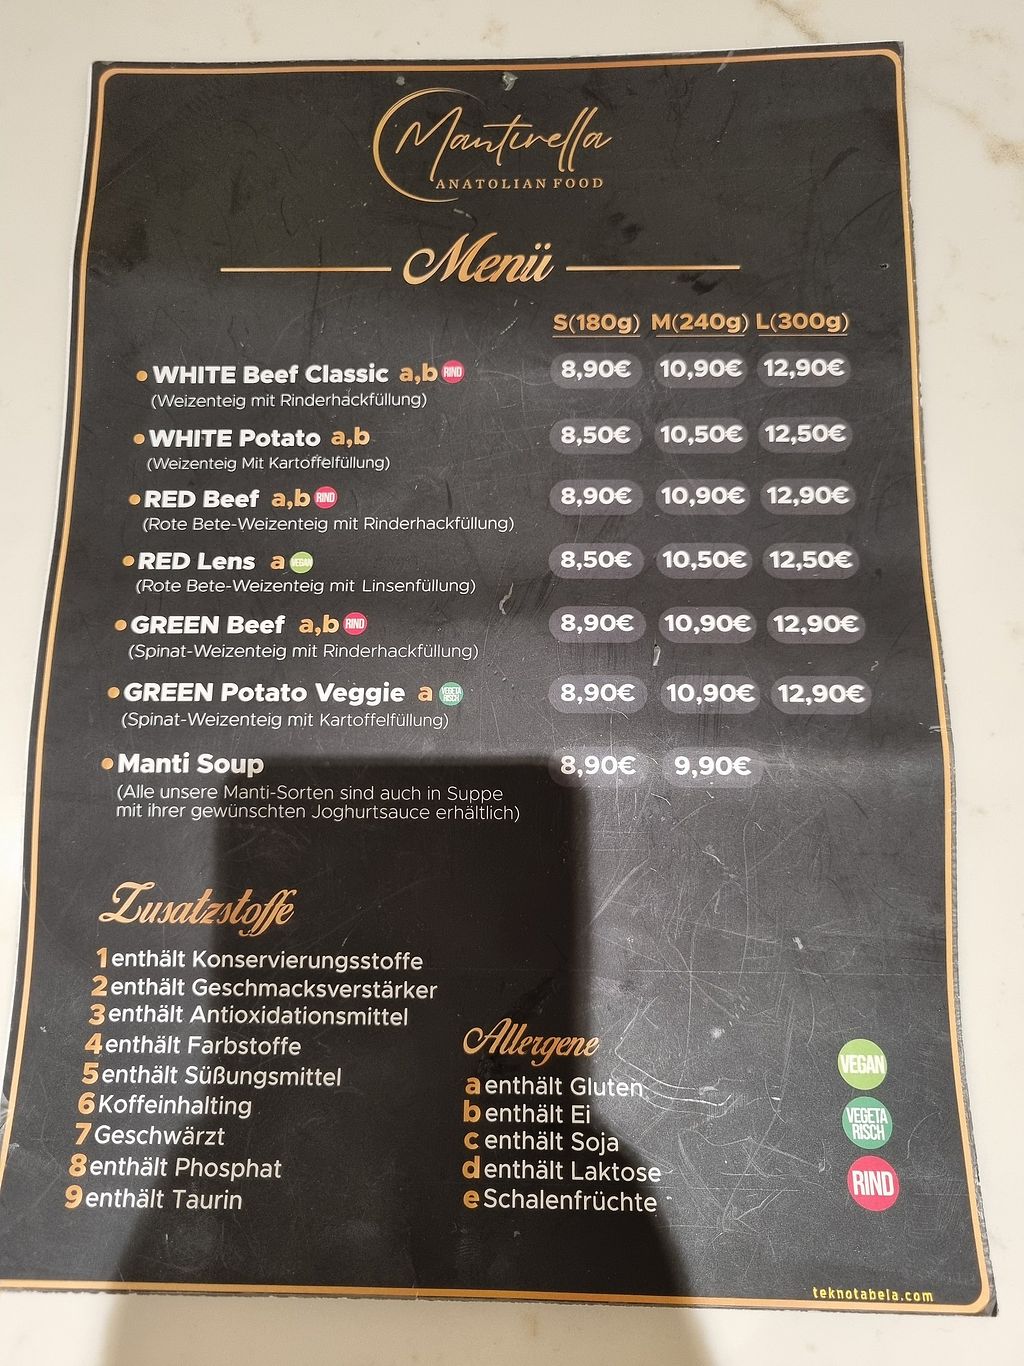 Mantirella
ANATOLIAN FOOD
Menü
S(180g) M(240g) L(300g)
WHITE Beef Classic a,b RIND 8,90€ 10,90€ 12,90€
(Weizenteig mit Rinderhackfüllung)
WHITE Potato a,b 8,50€ 10,50€ 12,50€
(Weizenteig Mit Kartoffelfüllung)
RED Beef a,b RIND 8,90€ 10,90€ 12,90€
(Rote Bete-Weizenteig mit Rinderhackfüllung)
RED Lens a VEGAN 8,50€ 10,50€ 12,50€
(Rote Bete-Weizenteig mit Linsenfüllung)
GREEN Beef a,b RIND 8,90€ 10,90€ 12,90€
(Spinat-Weizenteig mit Rinderhackfüllung)
GREEN Potato Veggie a VEGETARISCH 8,90€ 10,90€ 12,90€
(Spinat-Weizenteig mit Kartoffelfüllung)
Manti Soup 8,90€ 9,90€
(Alle unsere Manti-Sorten sind auch in Suppe
mit ihrer gewünschten Joghurtsauce erhältlich)
Zusatzstoffe
1 enthält Konservierungsstoffe
2 enthält Geschmacksverstärker
3 enthält Antioxidationsmittel
4 enthält Farbstoffe
5 enthält Süßungsmittel
6 Koffeinhalting
7 Geschwärzt
8 enthält Phosphat
9 enthält Taurin
Allergene
a enthält Gluten
b enthält Ei
c enthält Soja
d enthält Laktose
e Schalenfrüchte
VEGAN
VEGETA
RISCH
RIND
teknotabela.com